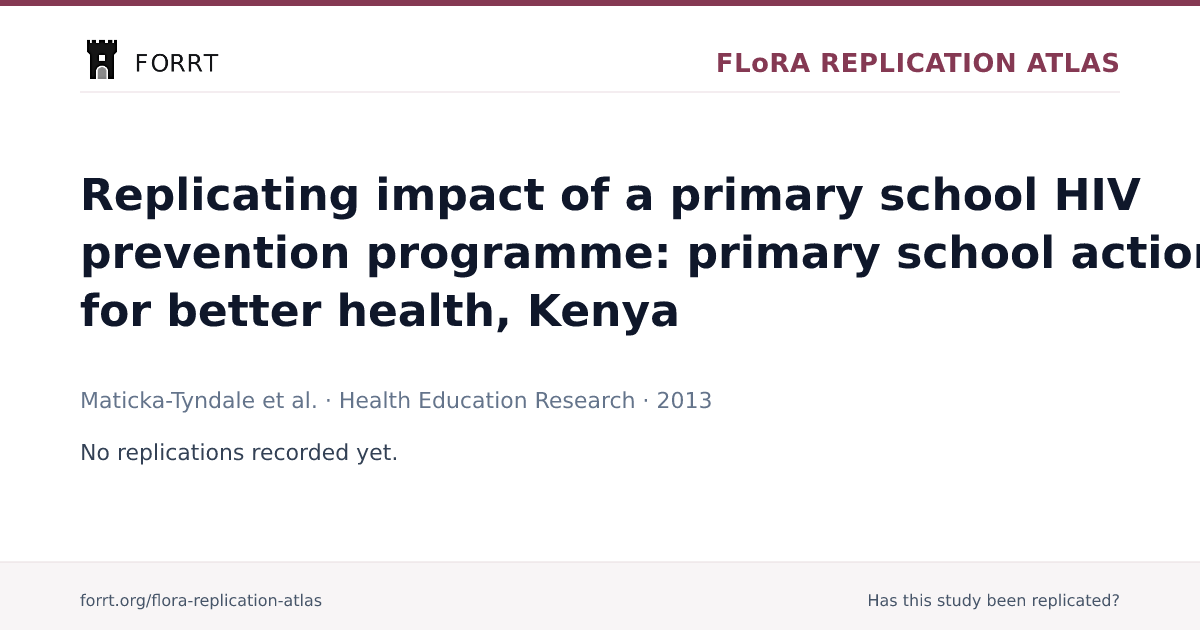 FORRT
FLoRA REPLICATION ATLAS
Replicating impact of a primary school HIV
prevention programme: primary school action
for better health, Kenya
Maticka-Tyndale et al. · Health Education Research · 2013
No replications recorded yet.
forrt.org/flora-replication-atlas
Has this study been replicated?